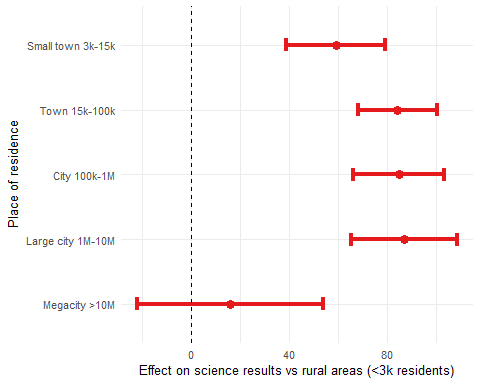 Small town 3k-15k
Town 15k-100k
City 100k-1M
Large city 1M-10M
Megacity >10M
Place of residence
0 40 80
Effect on science results vs rural areas (<3k residents)